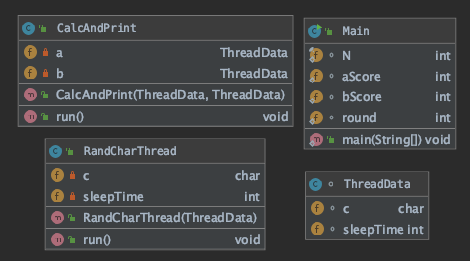 CalcAndPrint
a ThreadData
b ThreadData
CalcAndPrint(ThreadData, ThreadData)
run() void
Main
N int
aScore int
bScore int
round int
main(String[]) void
RandCharThread
c char
sleepTime int
RandCharThread(ThreadData)
run() void
ThreadData
c char
sleepTime int